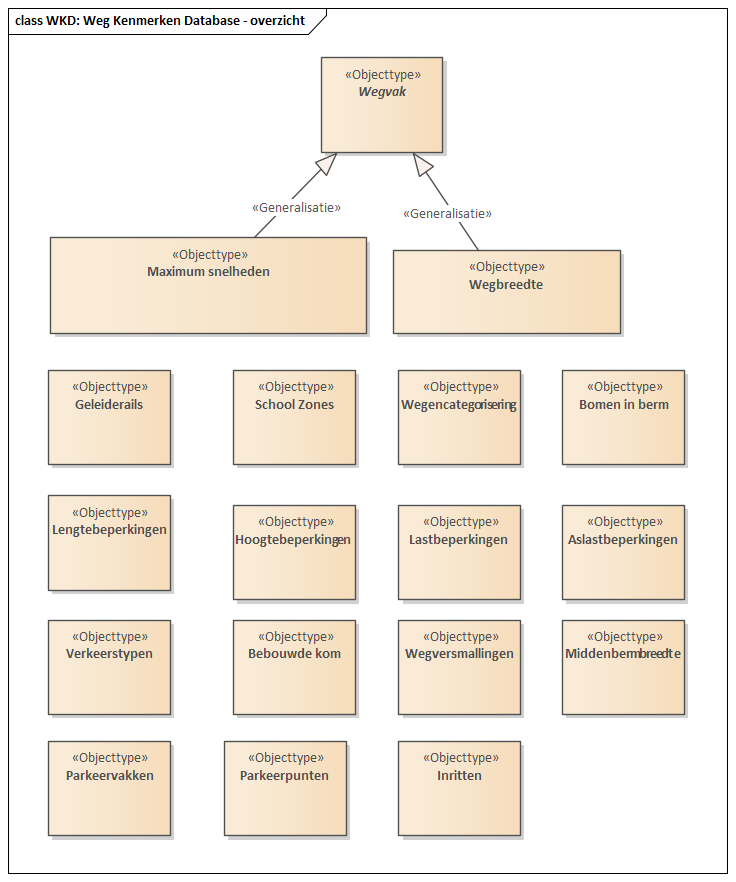 class WKD: Weg Kenmerken Database - overzicht
«Objecttype»
Wegvak
«Generalisatie»
«Generalisatie»
«Objecttype»
Maximum snelheden
«Objecttype»
Wegbreedte
«Objecttype»
Geleiderails
«Objecttype»
School Zones
«Objecttype»
Wegencategorisering
«Objecttype»
Bomen in berm
«Objecttype»
Lengtebeperkingen
«Objecttype»
Hoogtebeperkingen
«Objecttype»
Lastbeperkingen
«Objecttype»
Aslastbeperkingen
«Objecttype»
Verkeerstypen
«Objecttype»
Bebouwde kom
«Objecttype»
Wegversmallingen
«Objecttype»
Middenbermbreedte
«Objecttype»
Parkeervakken
«Objecttype»
Parkeerpunten
«Objecttype»
Inritten